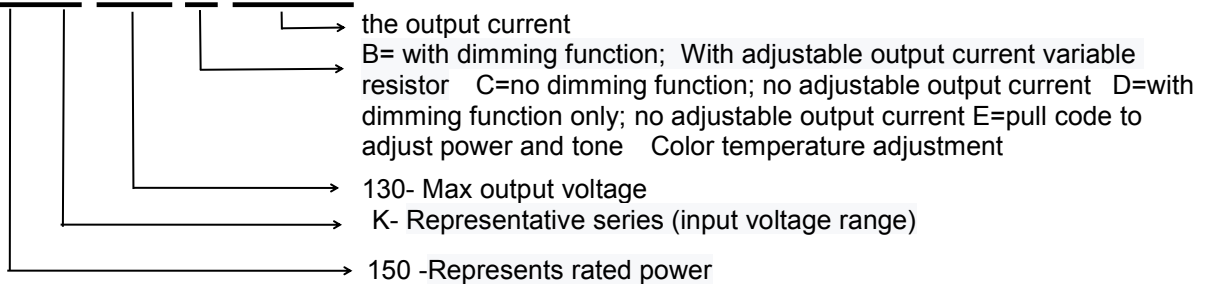 the output current
B= with dimming function; With adjustable output current variable
resistor C=no dimming function; no adjustable output current D=with
dimming function only; no adjustable output current E=pull code to
adjust power and tone Color temperature adjustment
130- Max output voltage
K- Representative series (input voltage range)
150 -Represents rated power